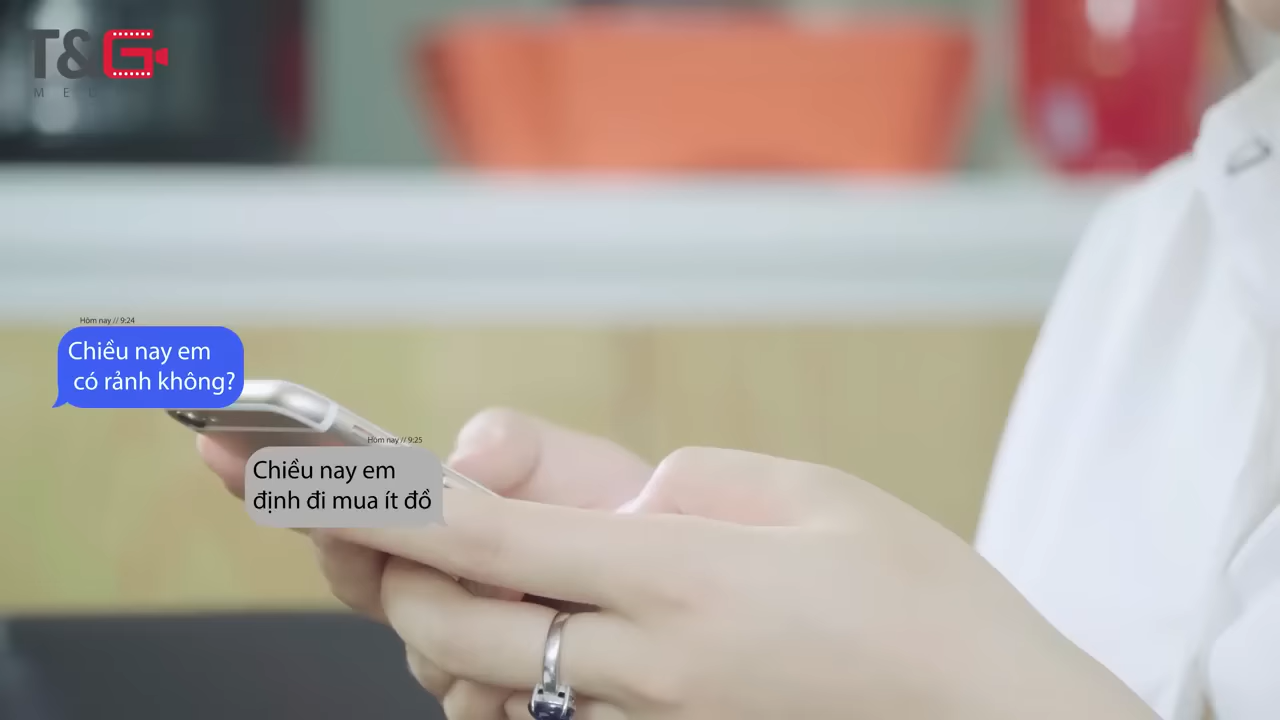 T&G
Hôm nay // 9:24
Chiều nay em
có rảnh không?
Hôm nay // 9:25
Chiều nay em
định đi mua ít đồ